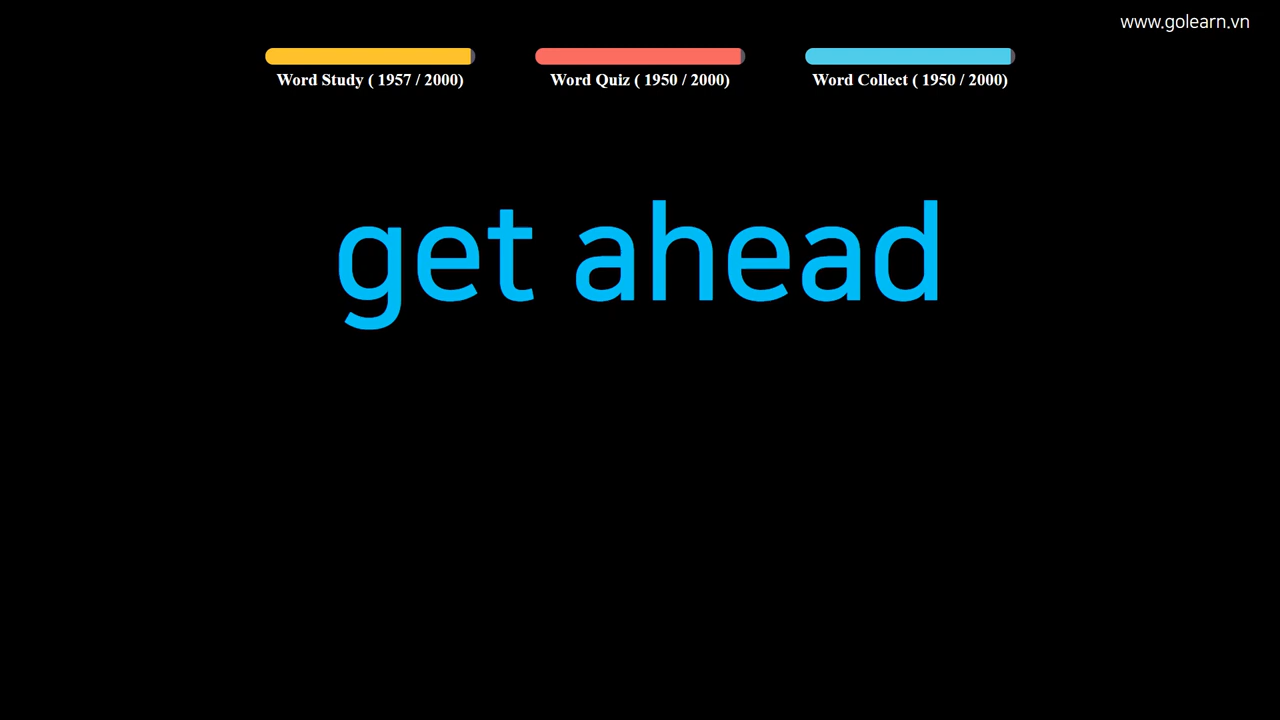 www.golearn.vn
Word Study ( 1957 / 2000)
Word Quiz ( 1950 / 2000)
Word Collect ( 1950 / 2000)
get ahead